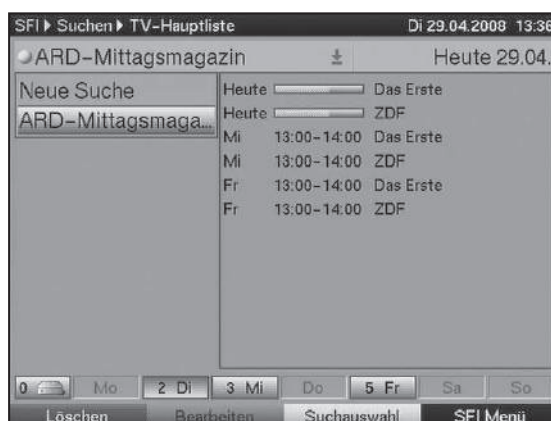 SFI Suchen TV-Hauptliste Di 29.04.2008 13:36
ARD-Mittagsmagazin Heute 29.04.
Neue Suche
ARD-Mittagsmaga...
Heute Das Erste
Heute ZDF
Mi 13:00-14:00 Das Erste
Mi 13:00-14:00 ZDF
Fr 13:00-14:00 Das Erste
Fr 13:00-14:00 ZDF
0 Mo 2 Di 3 Mi Do 5 Fr Sa So
Löschen Bearbeiten Suchauswahl SFI Menü